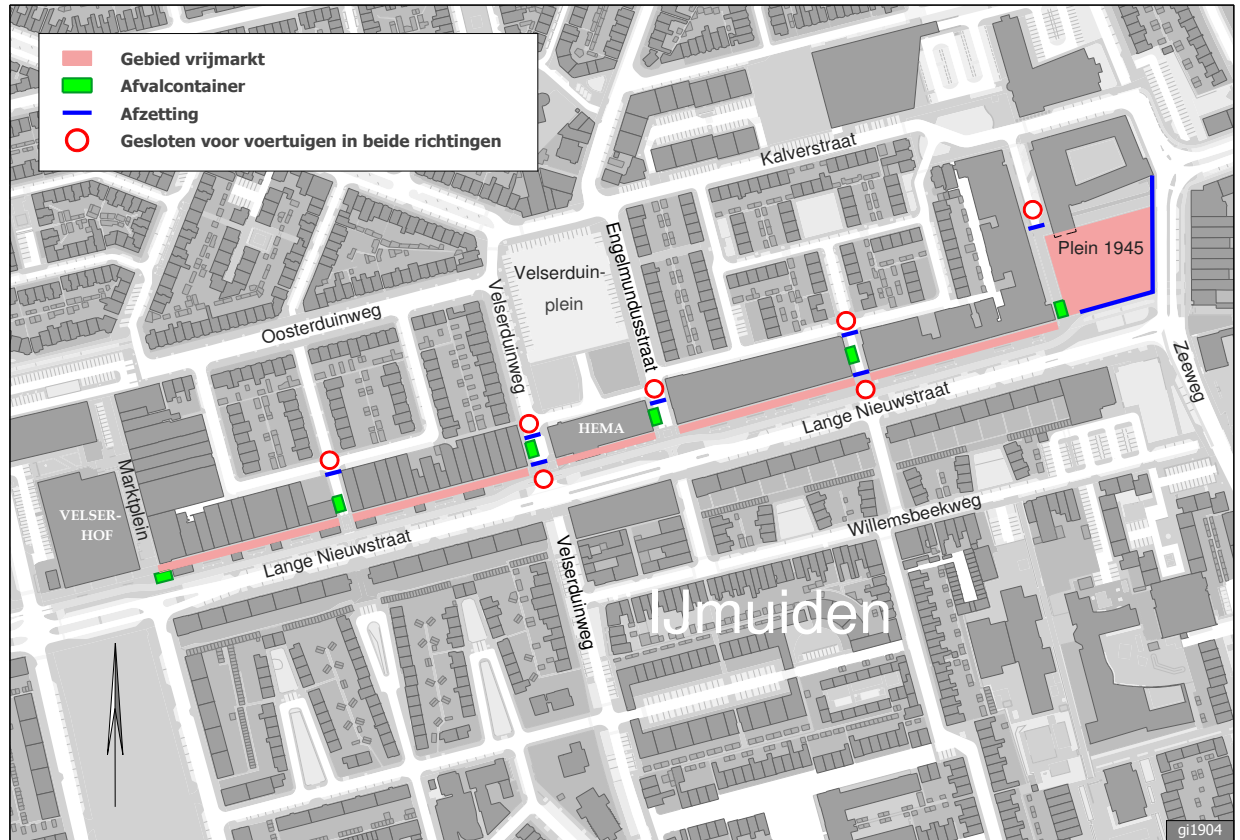 Gebied vrijmarkt
Afvalcontainer
Afzetting
Gesloten voor voertuigen in beide richtingen
Kalverstraat
Plein 1945
Engelmundusstraat
Velserduin-
plein
Velserduinweg
Oosterduinweg
Zeeweg
Lange Nieuwstraat
HEMA
Marktplein
VELSER-
HOF
Lange Nieuwstraat
Willemsbeekweg
Velserduinweg
IJmuiden
gi1904